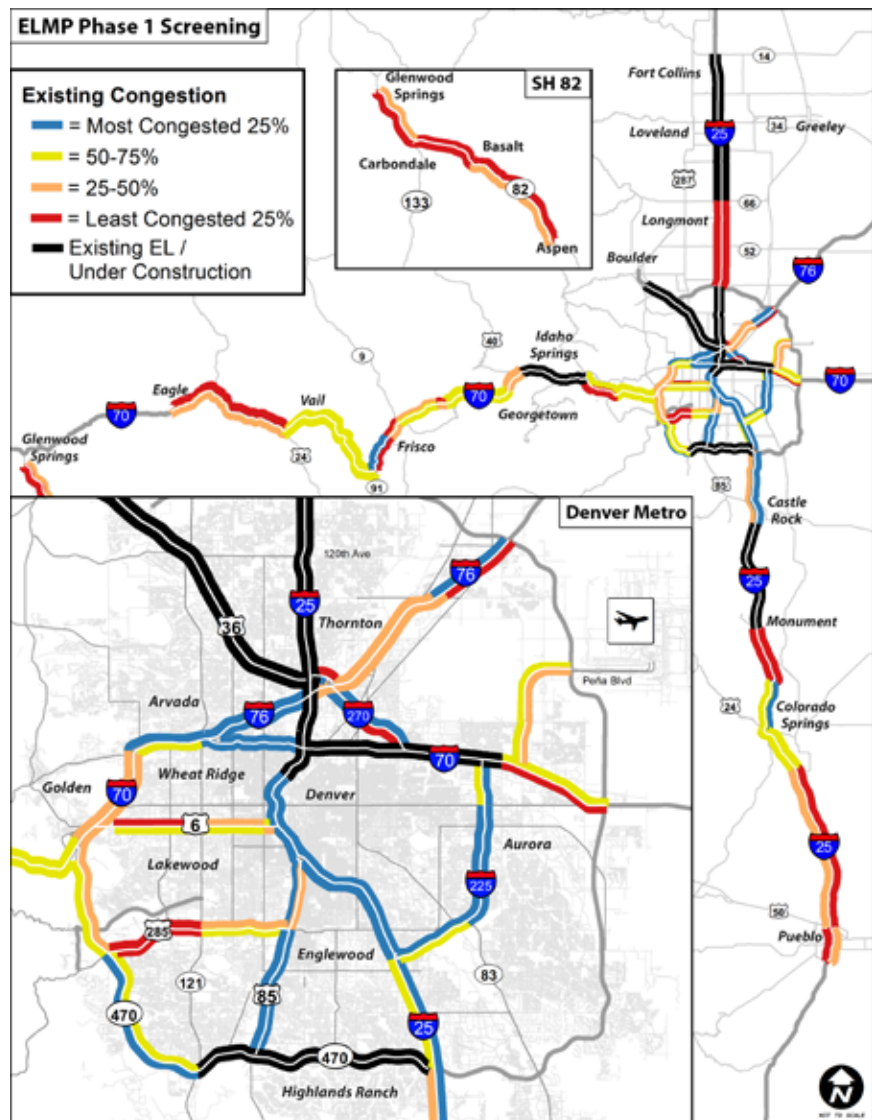 ELMP Phase 1 Screening
Existing Congestion
= Most Congested 25%
= 50-75%
= 25-50%
= Least Congested 25%
= Existing EL /
Under Construction
SH 82
Glenwood
Springs
Carbondale
Basalt
133
82
Aspen
14
Fort Collins
Loveland
25
34
Greeley
287
66
Longmont
52
Boulder
76
9
40
Idaho
Springs
70
Georgetown
70
Eagle
Vail
70
Glenwood
Springs
24
Frisco
91
85
Castle
Rock
25
Monument
24
Colorado
Springs
25
50
Pueblo
Denver Metro
120th Ave
36
25
Thornton
76
Peña Blvd
Arvada
76
270
70
Golden
70
Wheat Ridge
Denver
6
Aurora
Lakewood
225
285
Englewood
121
85
83
470
25
470
Highlands Ranch
N
NOT TO SCALE